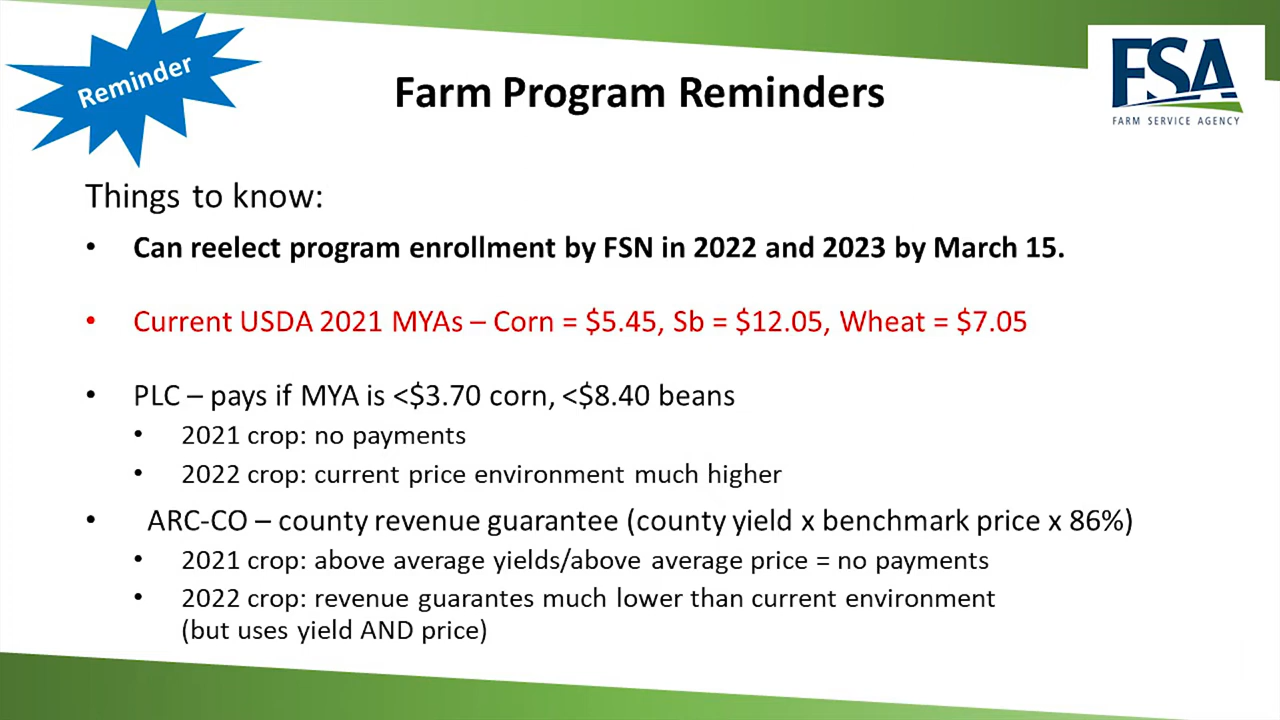 Reminder
Farm Program Reminders
FSA
FARM SERVICE AGENCY
Things to know:
• Can reelect program enrollment by FSN in 2022 and 2023 by March 15.
• Current USDA 2021 MYAs – Corn = $5.45, Sb = $12.05, Wheat = $7.05
• PLC – pays if MYA is <$3.70 corn, <$8.40 beans
• 2021 crop: no payments
• 2022 crop: current price environment much higher
• ARC-CO – county revenue guarantee (county yield x benchmark price x 86%)
• 2021 crop: above average yields/above average price = no payments
• 2022 crop: revenue guarantes much lower than current environment
(but uses yield AND price)